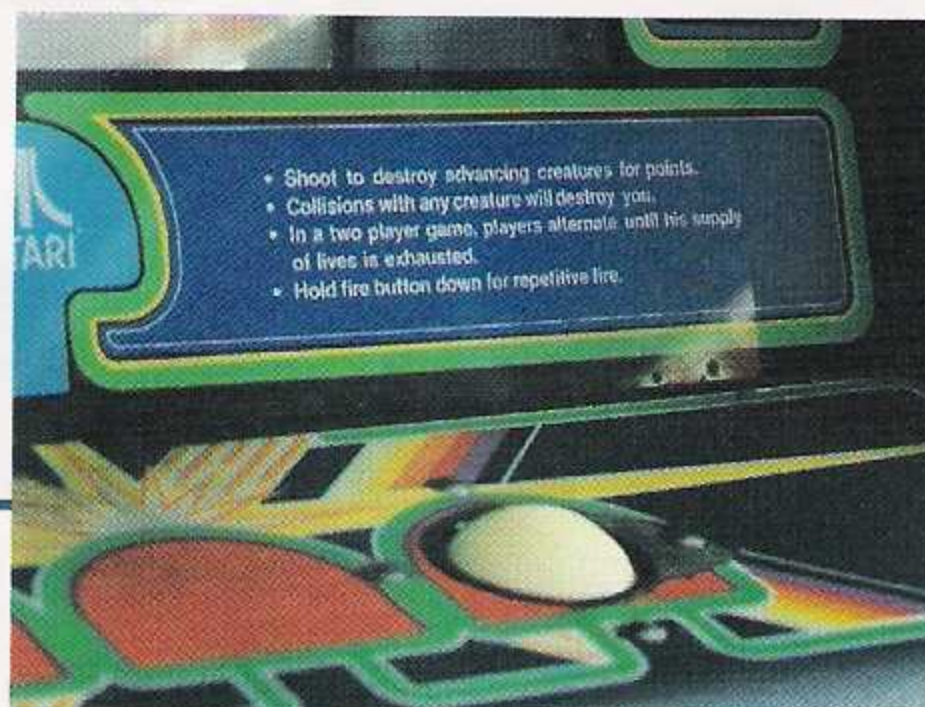 • Shoot to destroy advancing creatures for points.
• Collisions with any creature will destroy you.
• In a two player game, players alternate until his supply
of lives is exhausted.
• Hold fire button down for repetitive fire.
TARI